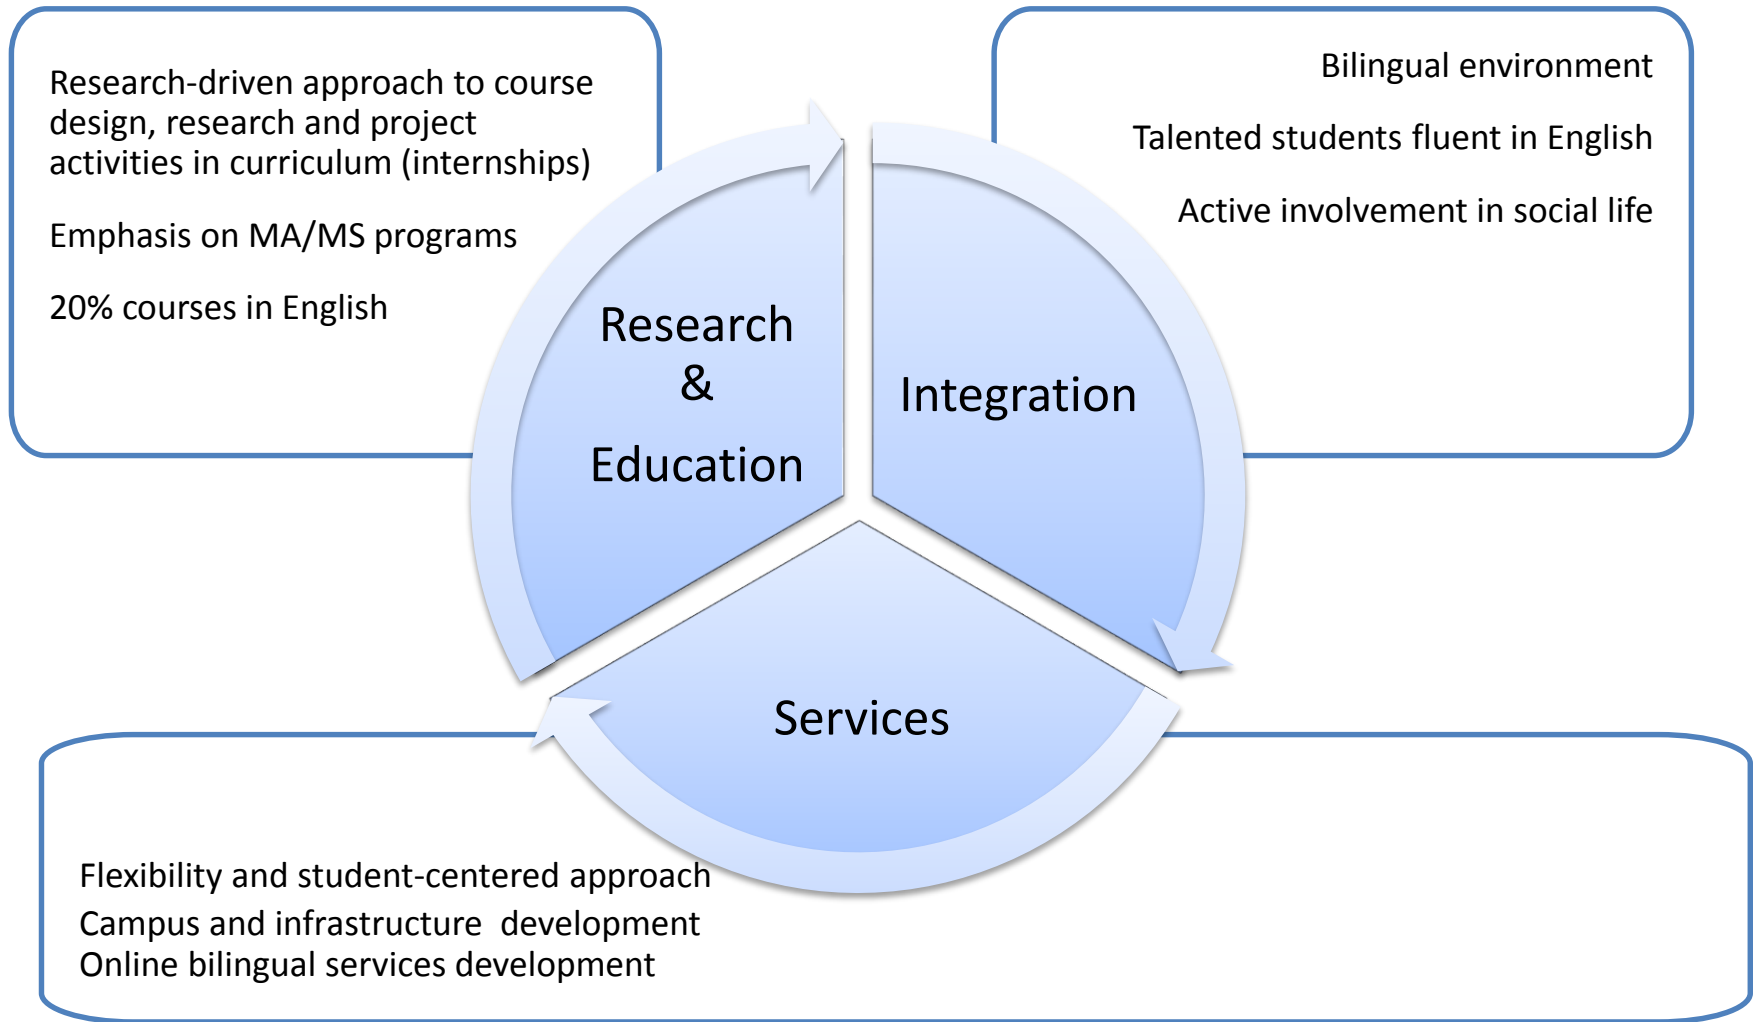 Research-driven approach to course
design, research and project
activities in curriculum (internships)
Emphasis on MA/MS programs
20% courses in English
Bilingual environment
Talented students fluent in English
Active involvement in social life
Research
&
Education
Integration
Services
Flexibility and student-centered approach
Campus and infrastructure  development
Online bilingual services development